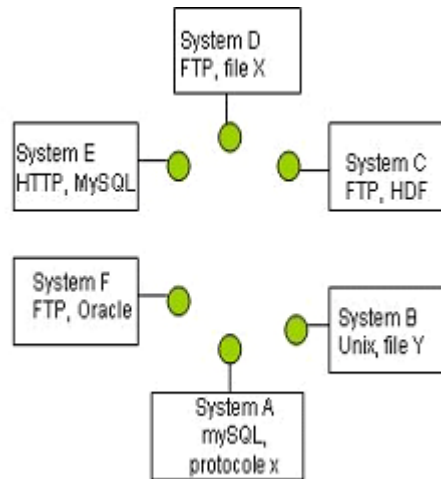 System D
FTP, file X
System E
HTTP, MySQL
System C
FTP, HDF
System F
FTP, Oracle
System B
Unix, file Y
System A
mySQL,
protocole x